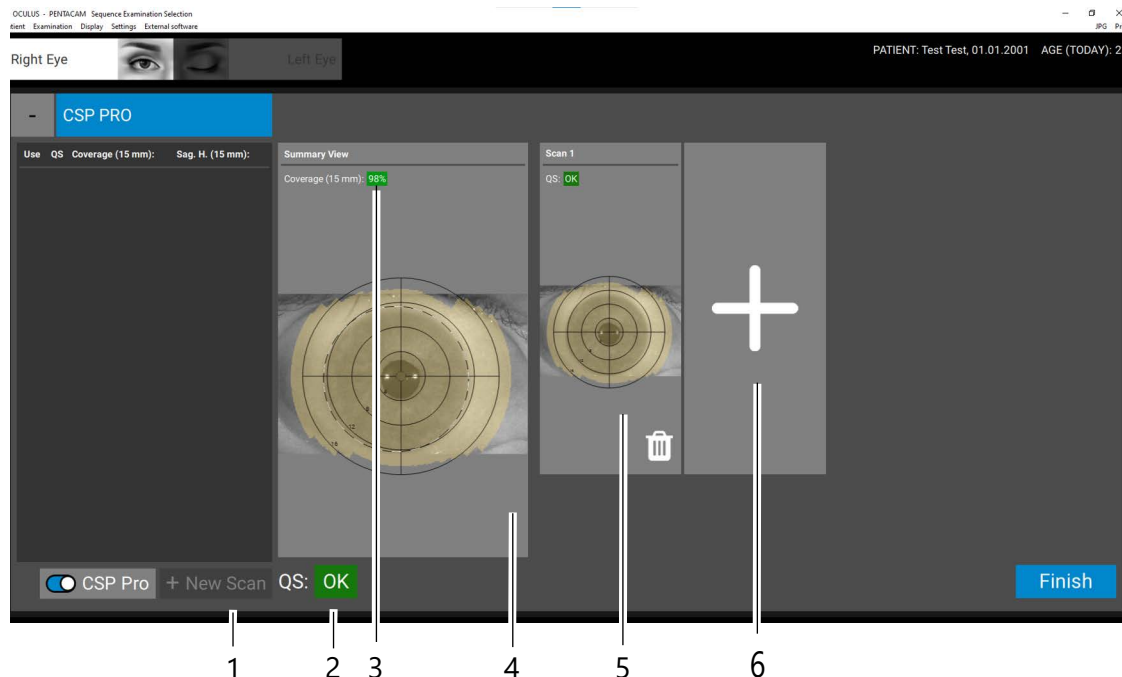 OCULUS - PENTACAM Sequence Examination Selection
tient Examination Display Settings External software
JPG Pr
Right Eye
Left Eye
PATIENT: Test Test, 01.01.2001 AGE (TODAY): 2
- CSP PRO
Use QS Coverage (15 mm): Sag. H. (15 mm):
Summary View
Coverage (15 mm): 98%
Scan 1
QS: OK
CSP Pro
+ New Scan
QS: OK
Finish
1 2 3 4 5 6